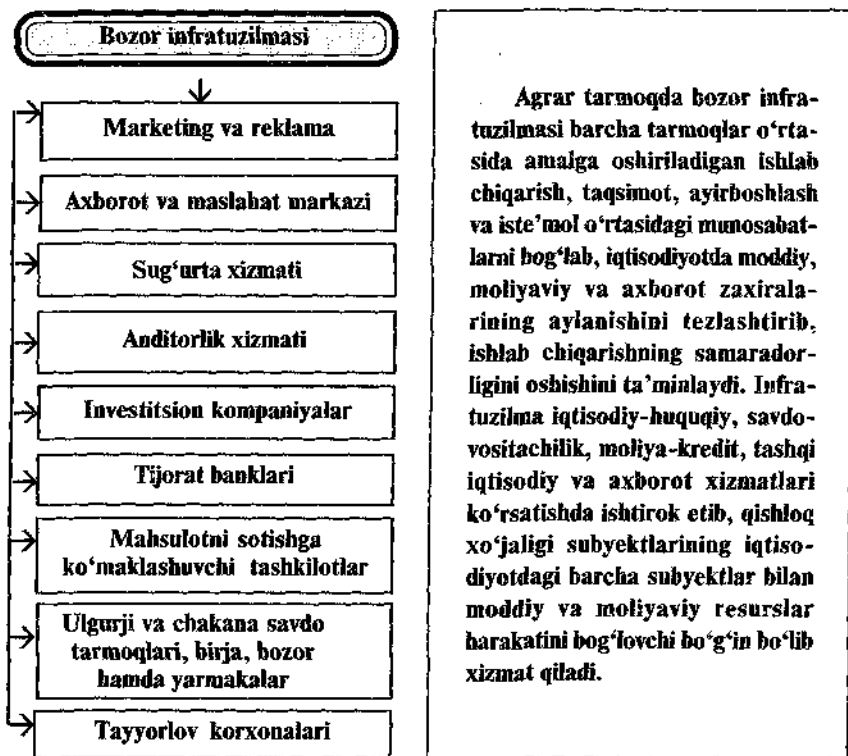 Bozor infratuzilmasi
Marketing va reklama
Axborot va maslahat markazi
Sug‘urta xizmati
Auditorlik xizmati
Investitsion kompaniyalar
Tijorat banklari
Mahsulotni sotishga
ko‘maklashuvchi tashkilotlar
Ulgurji va chakana savdo
tarmoqlari, birja, bozor
hamda yarmakalar
Tayyorlov korxonalari
Agrar tarmoqda bozor infra-
tuzilmasi barcha tarmoqlar o‘rta-
sida amalga oshiriladigan ishlab
chiqarish, taqsimot, ayirboshlash
va iste’mol o‘rtasidagi munosabat-
larni bog‘lab, iqtisodiyotda moddiy,
moliyaviy va axborot zaxirala-
rining aylanishini tezlashtirib,
ishlab chiqarishning samarador-
ligini oshishini ta’minlaydi. Infra-
tuzilma iqtisodiy-huquqiy, savdo-
vositachilik, moliya-kredit, tashqi
iqtisodiy va axborot xizmatlari
ko‘rsatishda ishtirok etib, qishloq
xo‘jaligi subyektlarining iqtiso-
diyotdagi barcha subyektlar bilan
moddiy va moliyaviy resurslar
harakatini bog‘lovchi bo‘g‘in bo‘lib
xizmat qiladi.